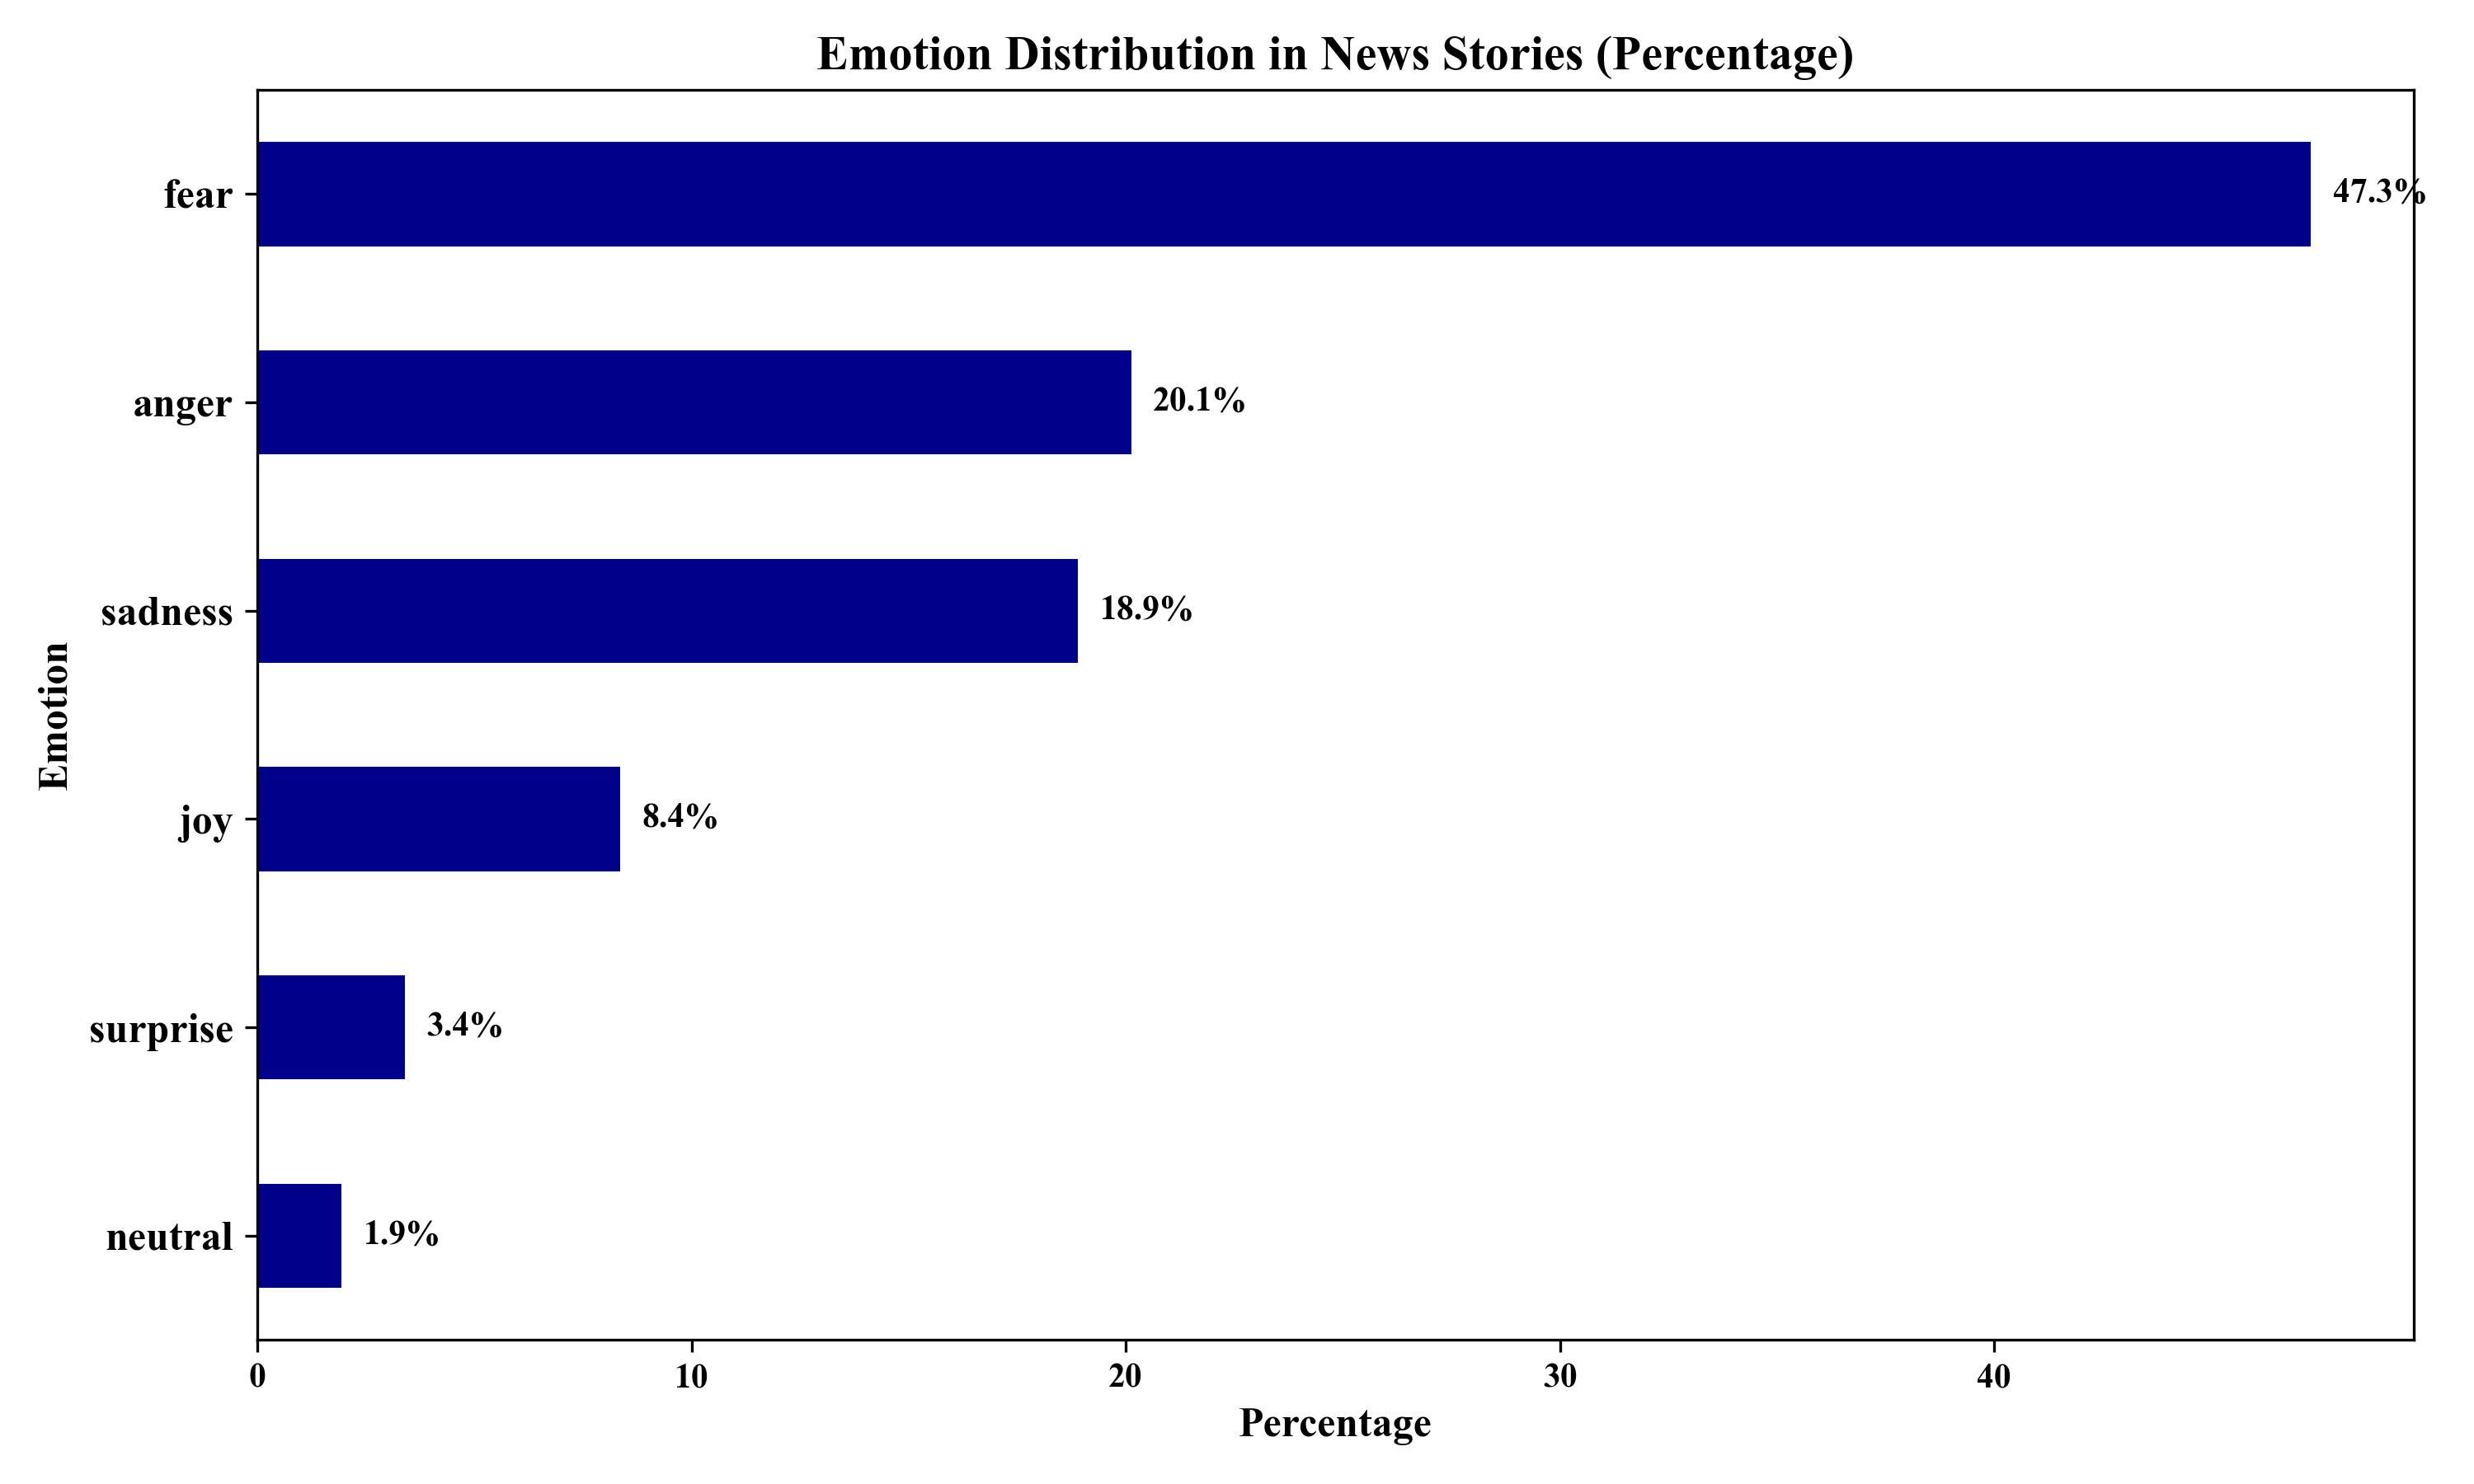 Emotion Distribution in News Stories (Percentage)
fear
47.3%
anger
20.1%
sadness
18.9%
Emotion
joy
8.4%
surprise
3.4%
neutral
1.9%
0 10 20 30 40
Percentage